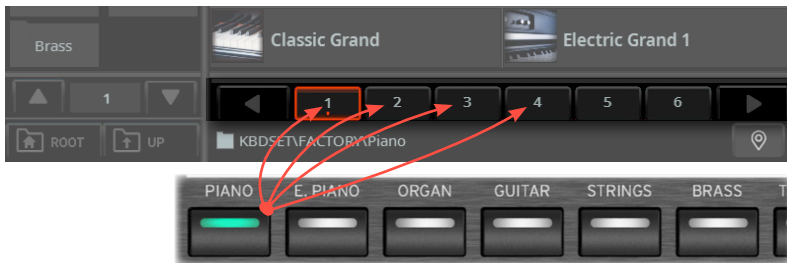 Brass
Classic Grand
Electric Grand 1
1
1
2
3
4
5
6
ROOT
UP
KBDSET\FACTORY\Piano
PIANO
E. PIANO
ORGAN
GUITAR
STRINGS
BRASS
T